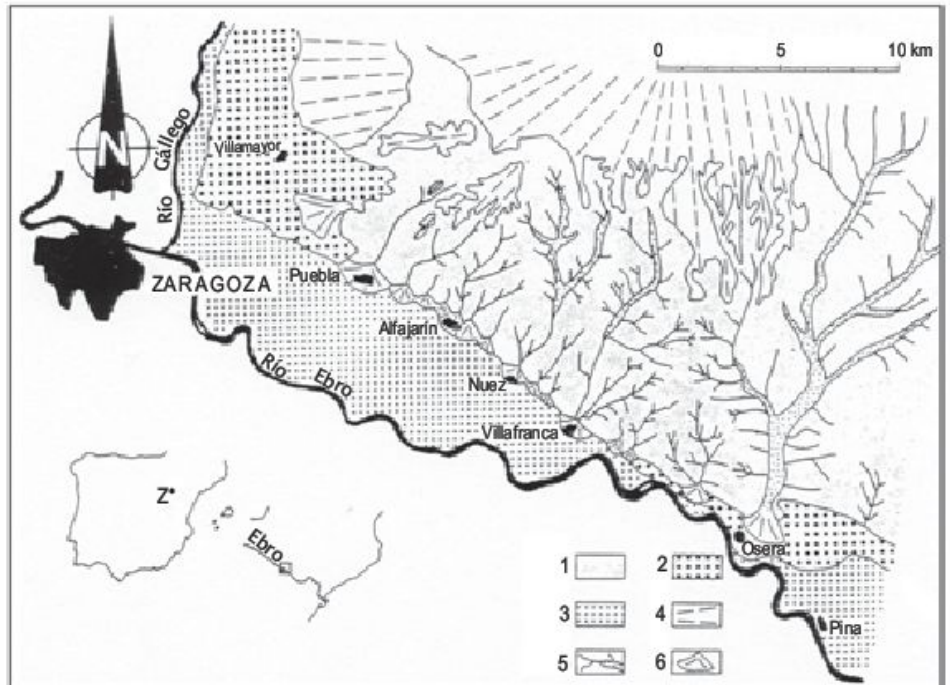 0 5 10 km
N
Río Gállego
Villamayor
ZARAGOZA
Puebla
Alfajarín
Nuez
Río Ebro
Villafranca
Z
Ebro
Osera
Pina
1 2
3 4
5 6